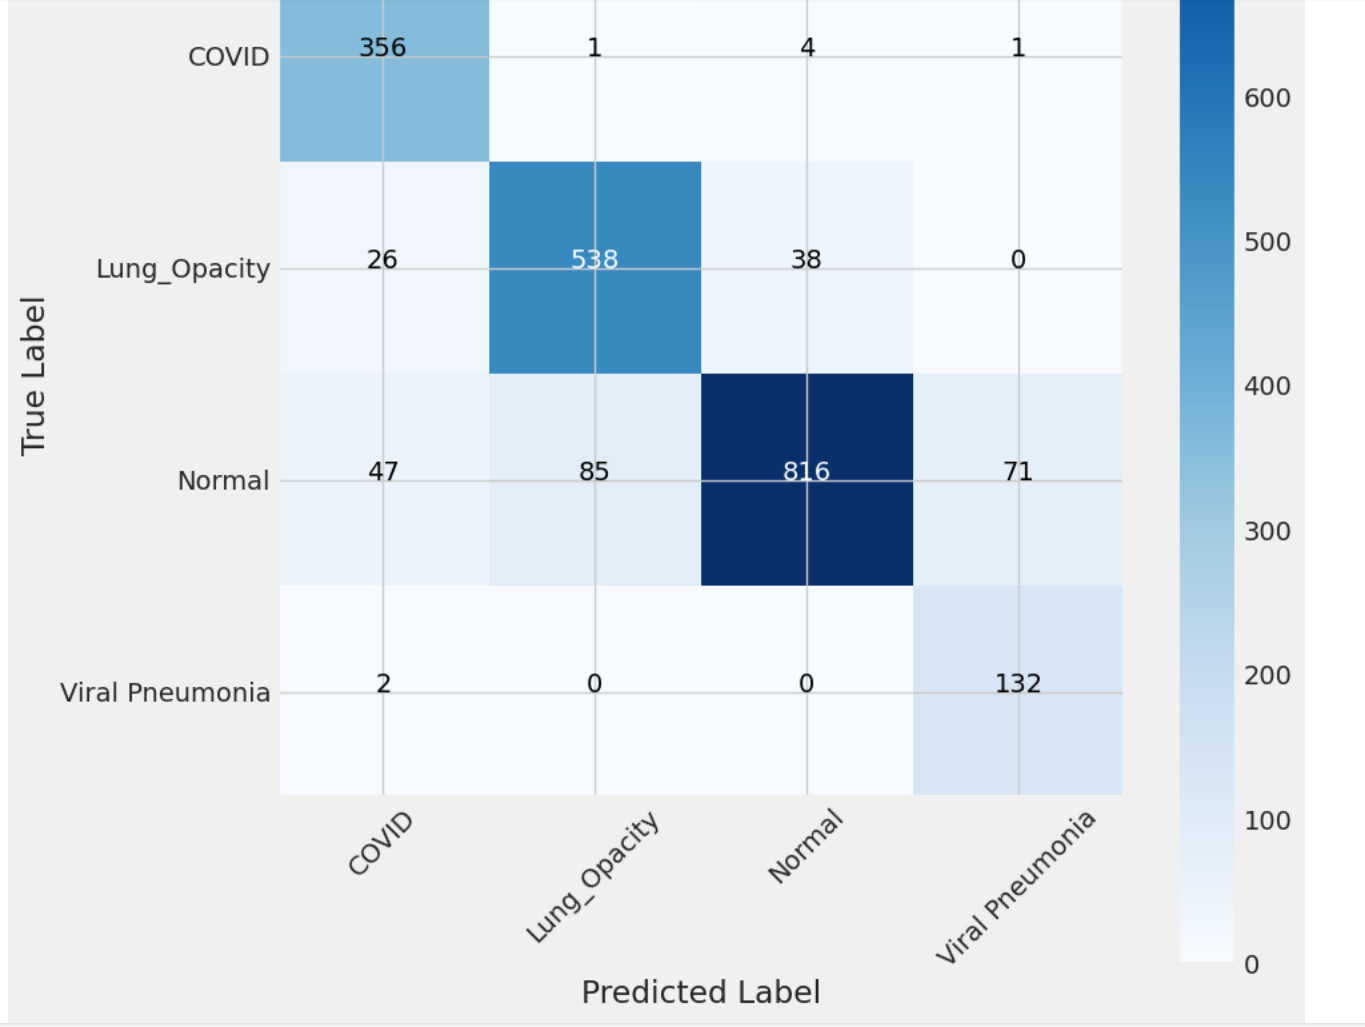 COVID 356 1 4 1
600
500
Lung_Opacity 26 538 38 0
True Label
400
300
Normal 47 85 816 71
200
Viral Pneumonia 2 0 0 132
100
0
COVID
Lung_Opacity
Normal
Viral Pneumonia
Predicted Label